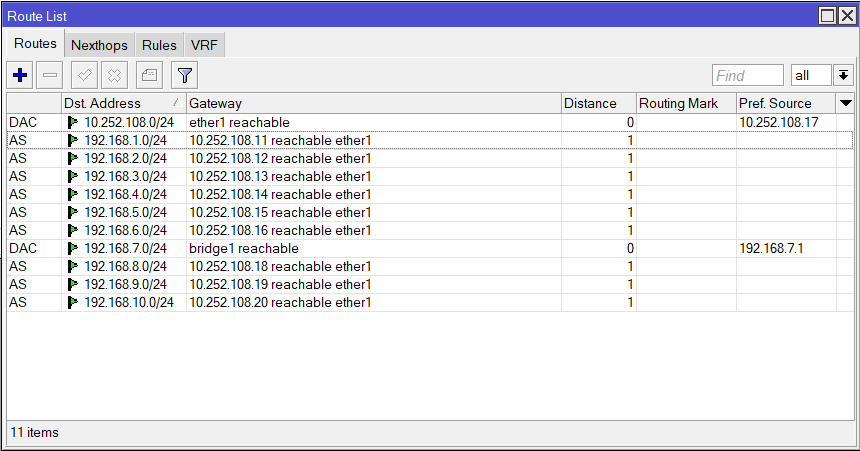 Route List
Routes Nexthops Rules VRF
Find all
Dst. Address Gateway Distance Routing Mark Pref. Source
DAC 10.252.108.0/24 ether1 reachable 0 10.252.108.17
AS 192.168.1.0/24 10.252.108.11 reachable ether1 1
AS 192.168.2.0/24 10.252.108.12 reachable ether1 1
AS 192.168.3.0/24 10.252.108.13 reachable ether1 1
AS 192.168.4.0/24 10.252.108.14 reachable ether1 1
AS 192.168.5.0/24 10.252.108.15 reachable ether1 1
AS 192.168.6.0/24 10.252.108.16 reachable ether1 1
DAC 192.168.7.0/24 bridge1 reachable 0 192.168.7.1
AS 192.168.8.0/24 10.252.108.18 reachable ether1 1
AS 192.168.9.0/24 10.252.108.19 reachable ether1 1
AS 192.168.10.0/24 10.252.108.20 reachable ether1 1
11 items